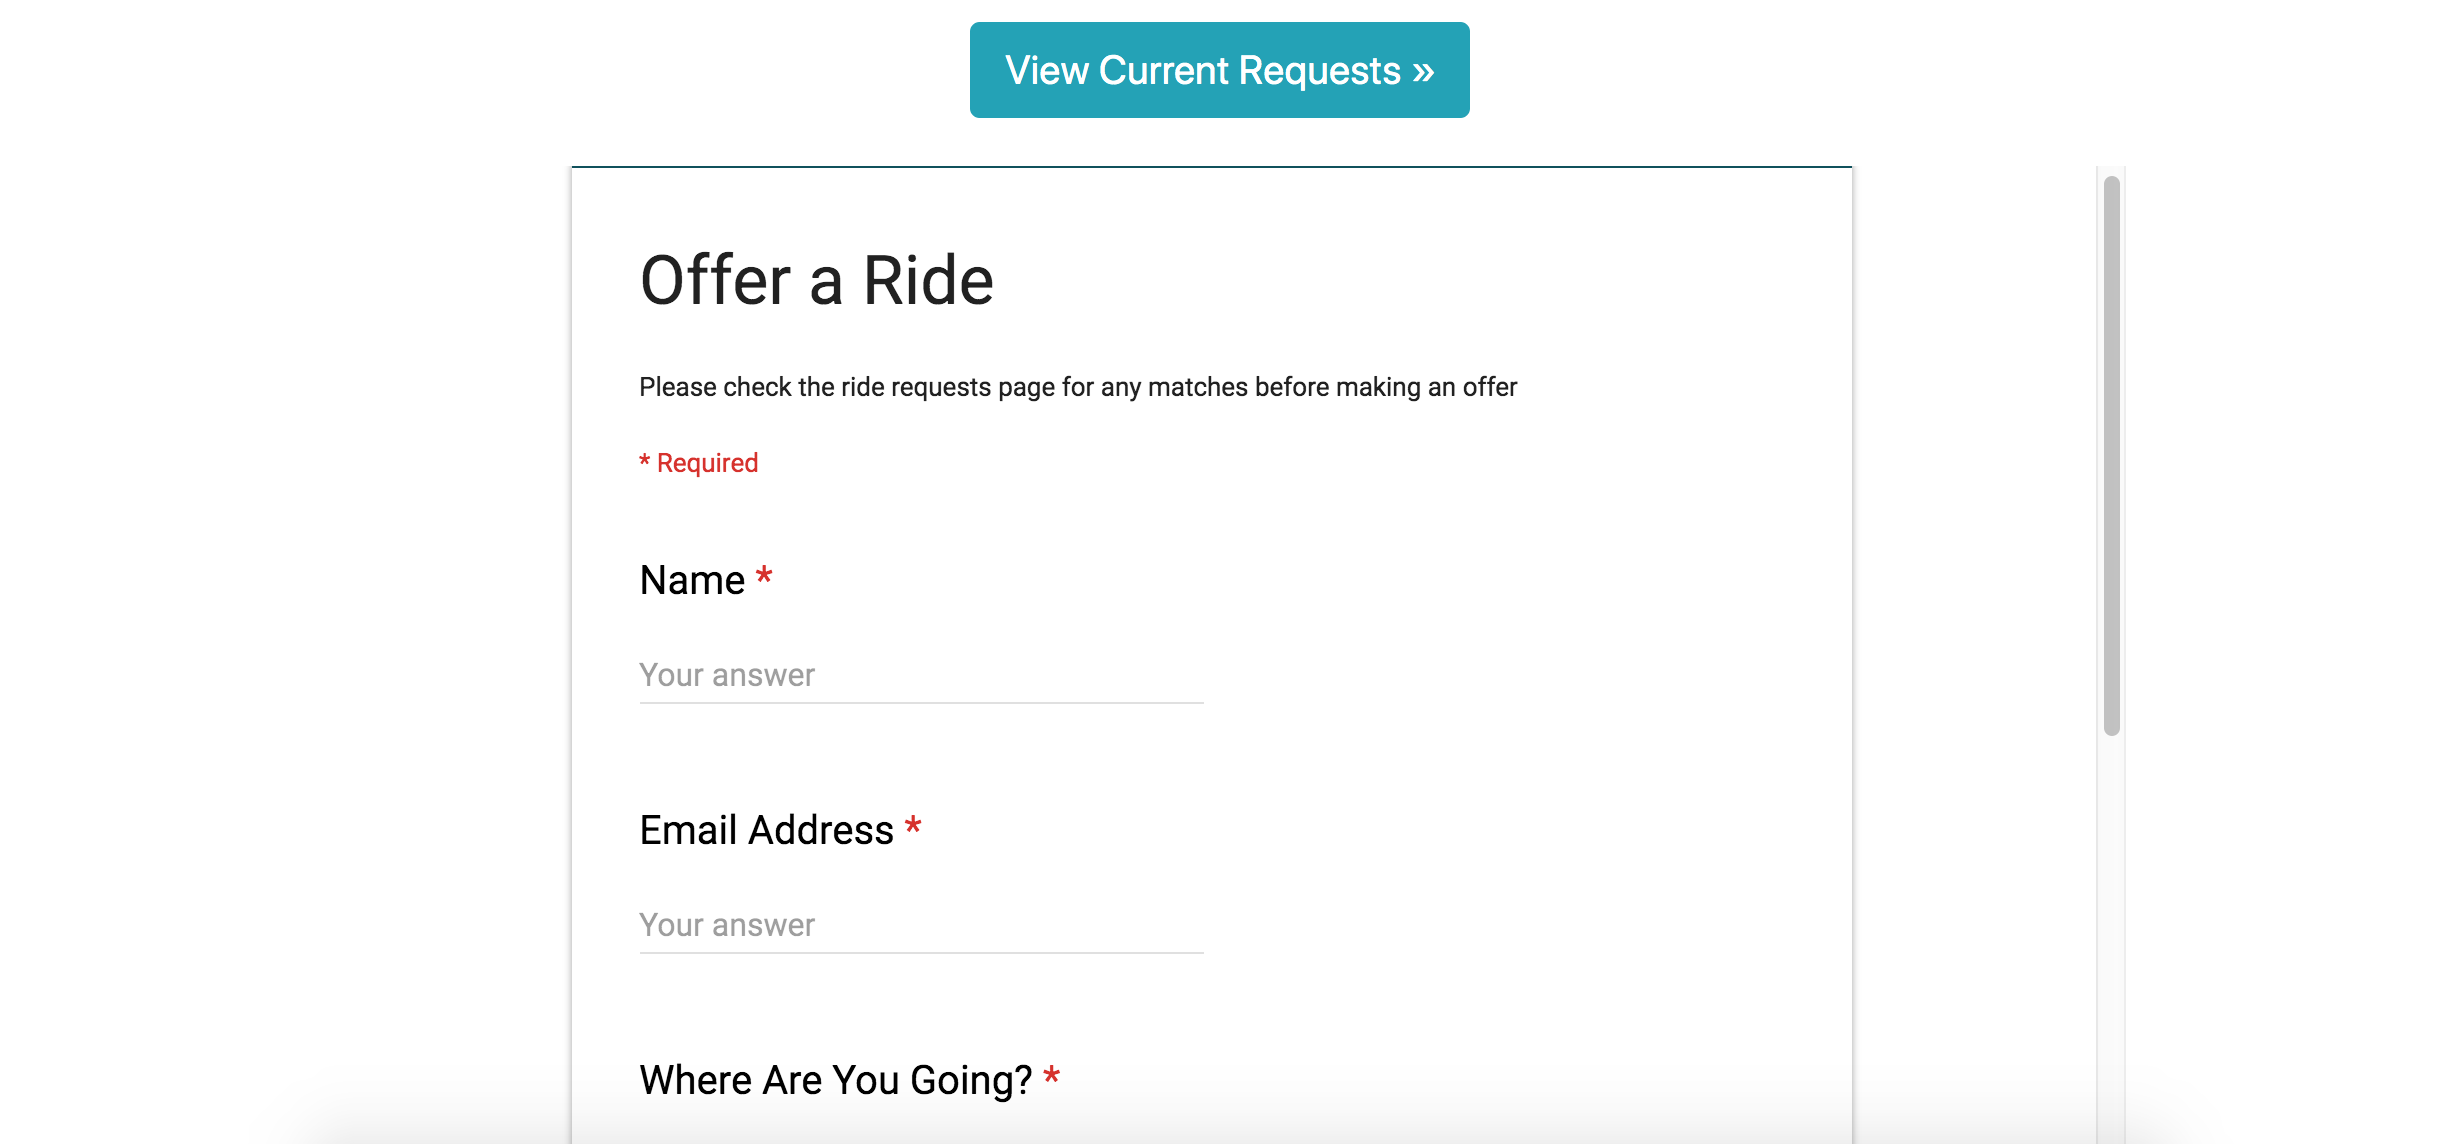 View Current Requests »
Offer a Ride
Please check the ride requests page for any matches before making an offer
* Required
Name *
Your answer
Email Address *
Your answer
Where Are You Going? *